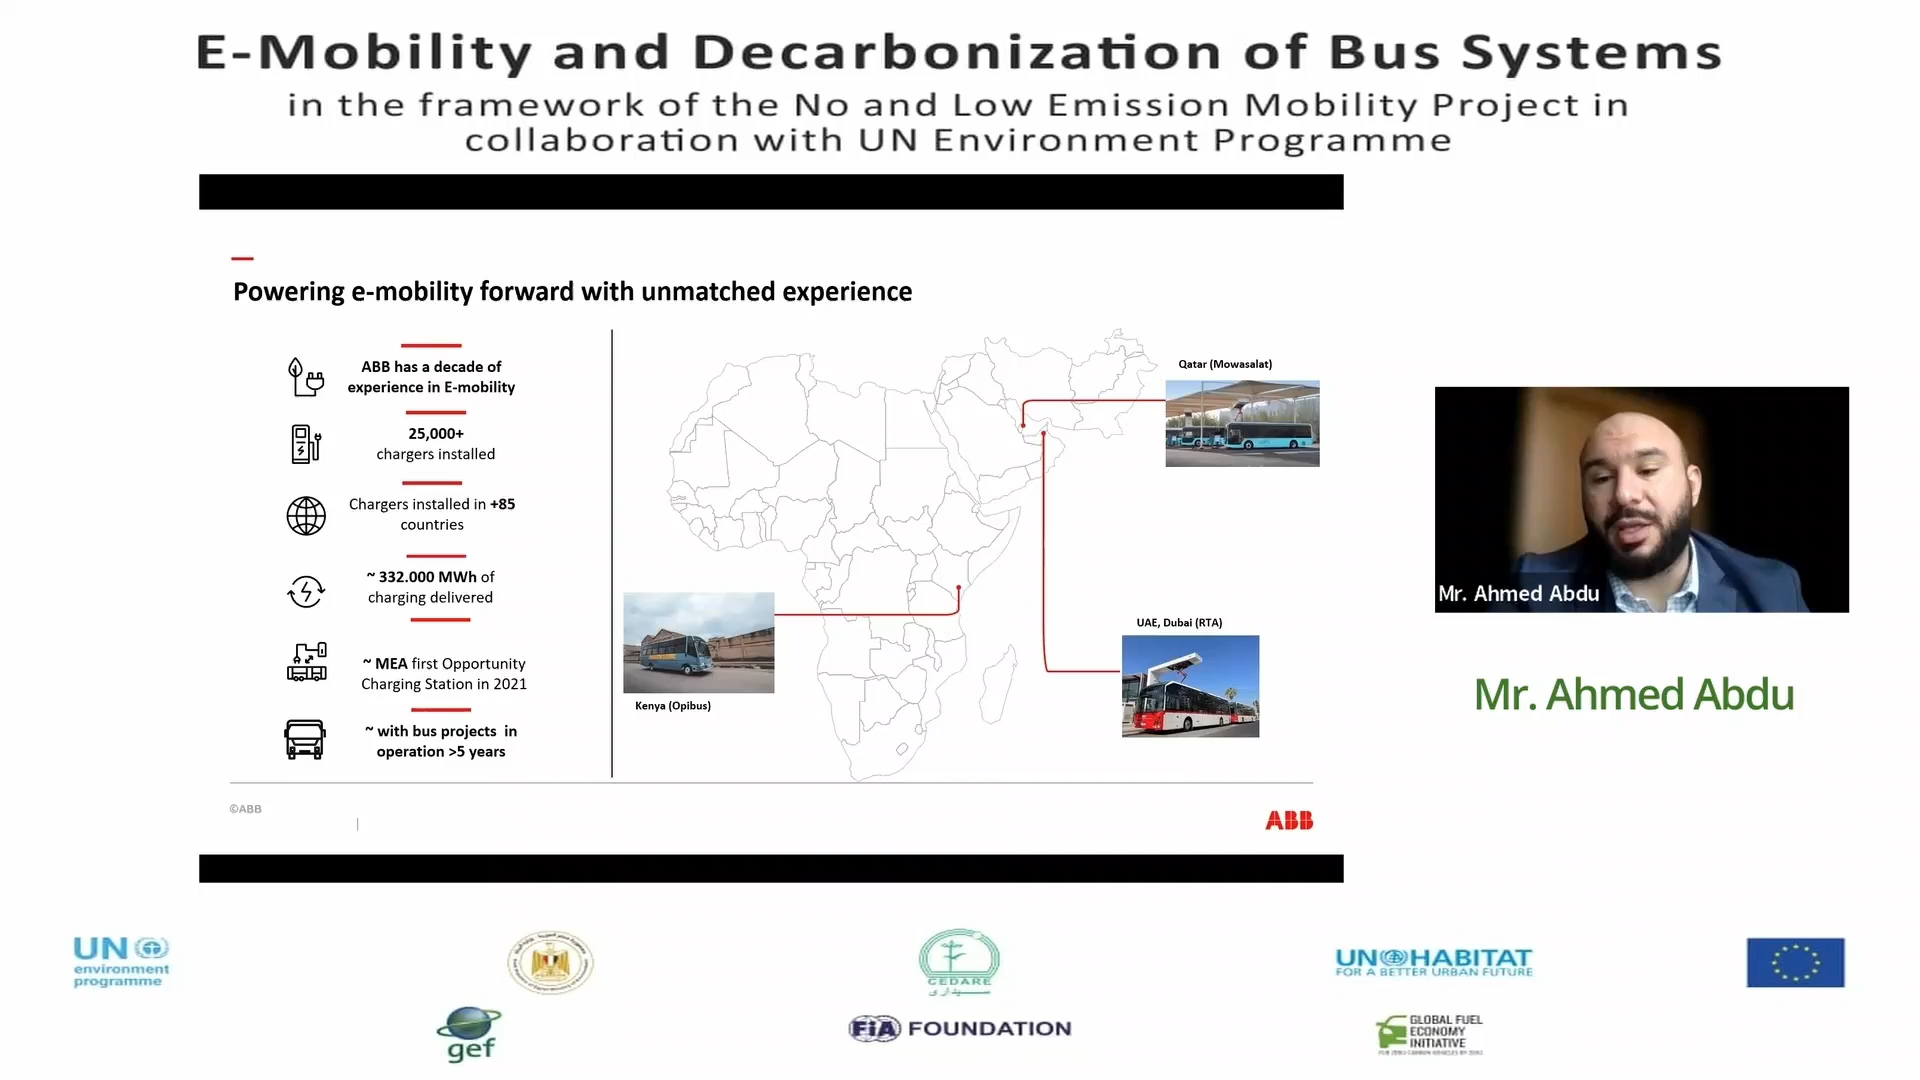 E-Mobility and Decarbonization of Bus Systems
in the framework of the No and Low Emission Mobility Project in
collaboration with UN Environment Programme
Powering e-mobility forward with unmatched experience
ABB has a decade of
experience in E-mobility
25,000+
chargers installed
Chargers installed in +85
countries
~ 332.000 MWh of
charging delivered
~ MEA first Opportunity
Charging Station in 2021
~ with bus projects in
operation >5 years
Qatar (Mowasalat)
Kenya (Opibus)
UAE, Dubai (RTA)
©ABB
|
ABB
Mr. Ahmed Abdu
Mr. Ahmed Abdu
UN
environment
programme
CEDARE
سيداري
UN HABITAT
FOR A BETTER URBAN FUTURE
gef
FiA FOUNDATION
GLOBAL FUEL
ECONOMY
INITIATIVE